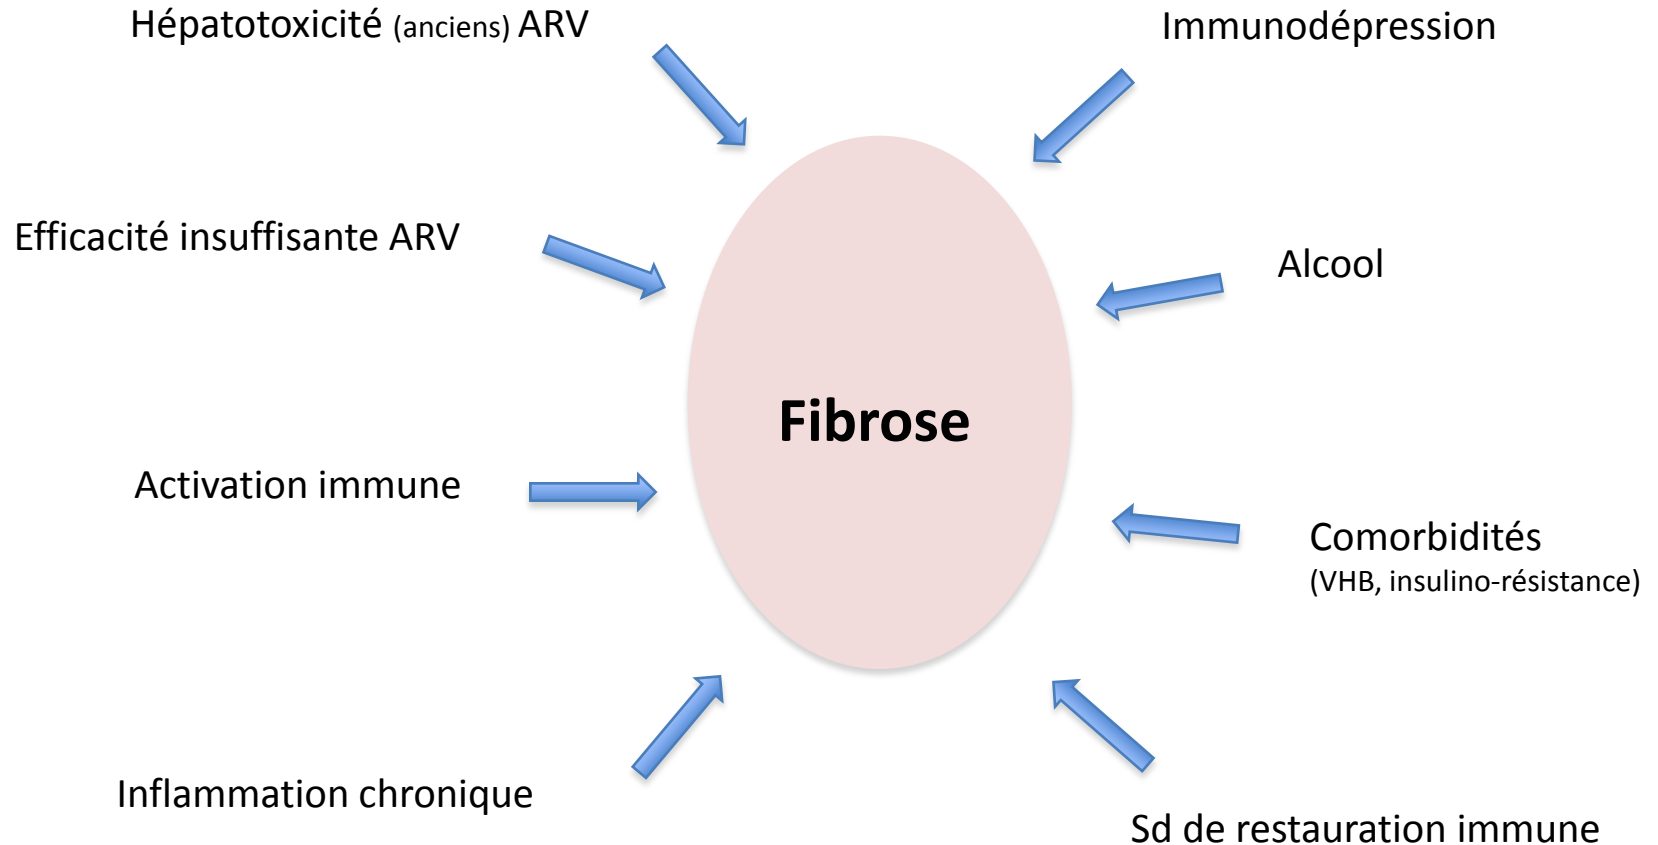 Hépatotoxicité (anciens) ARV
Immunodépression
Efficacité insuffisante ARV
Alcool
Fibrose
Activation immune
Comorbidités
(VHB, insulino-résistance)
Inflammation chronique
Sd de restauration immune